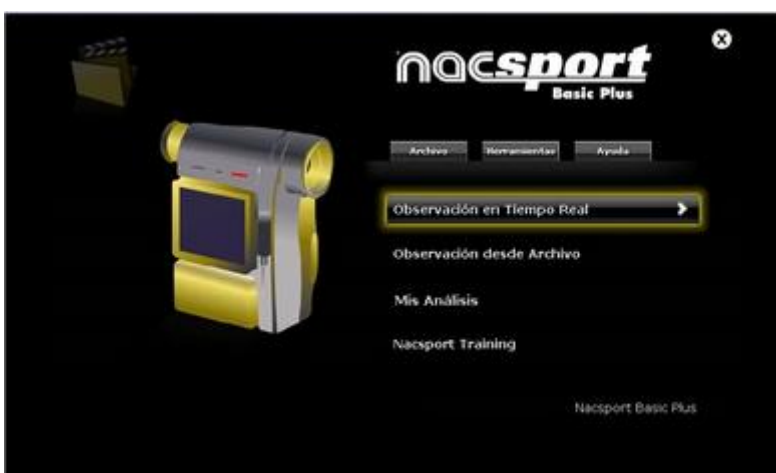 nacsport
Basic Plus
Archivo Herramientas Ayuda
Observación en Tiempo Real
Observación desde Archivo
Mis Análisis
Nacsport Training
Nacsport Basic Plus